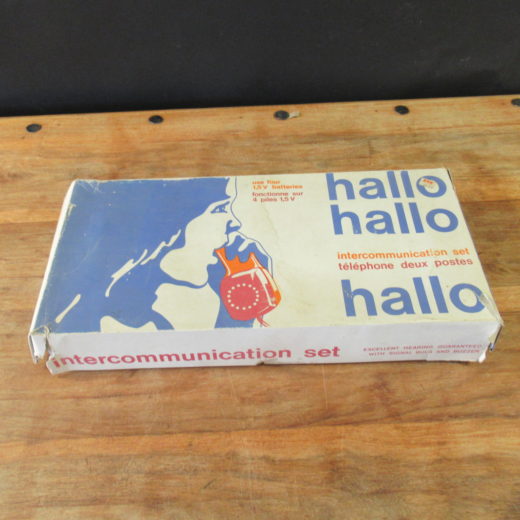 use four
1,5 V batteries
fonctionne sur
4 piles 1,5 V
hallo
hallo
intercommunication set
téléphone deux postes
hallo
intercommunication set
EXCELLENT HEARING GUARANTEED
WITH SIGNAL BULB AND BUZZER